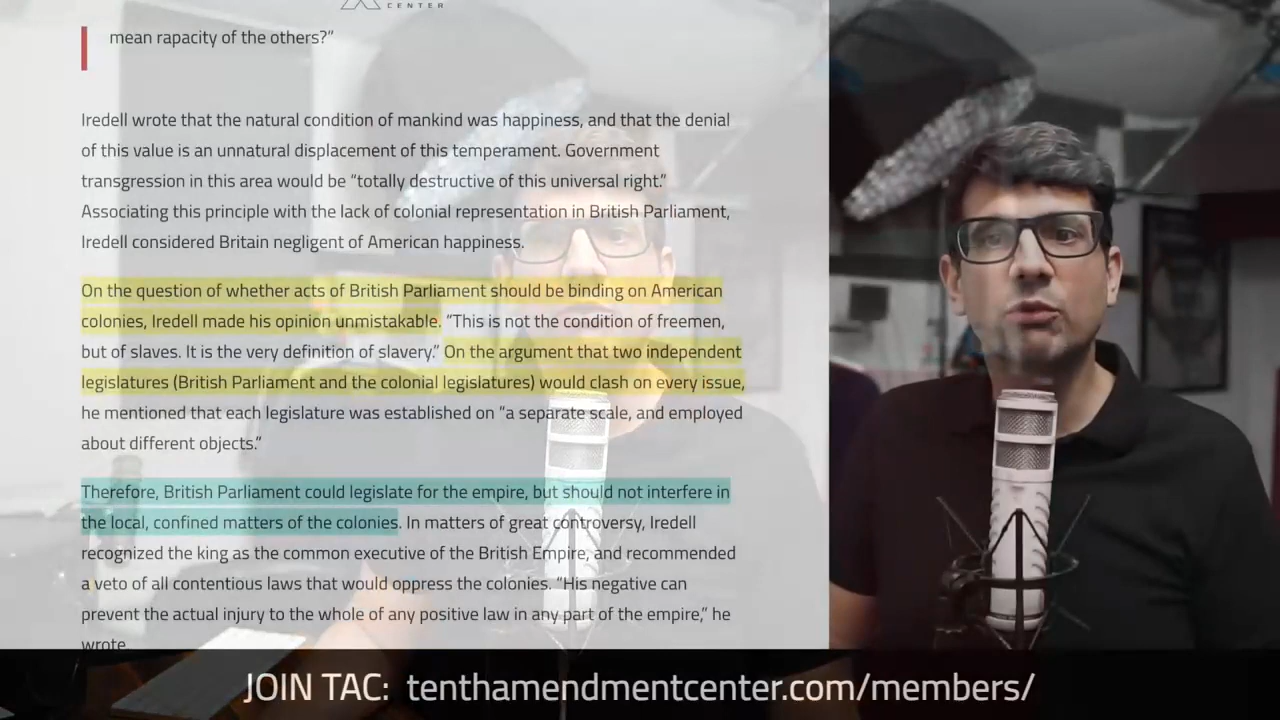 CENTER
mean rapacity of the others?”
Iredell wrote that the natural condition of mankind was happiness, and that the denial
of this value is an unnatural displacement of this temperament. Government
transgression in this area would be “totally destructive of this universal right.”
Associating this principle with the lack of colonial representation in British Parliament,
Iredell considered Britain negligent of American happiness.
On the question of whether acts of British Parliament should be binding on American
colonies, Iredell made his opinion unmistakable. “This is not the condition of freemen,
but of slaves. It is the very definition of slavery.” On the argument that two independent
legislatures (British Parliament and the colonial legislatures) would clash on every issue,
he mentioned that each legislature was established on “a separate scale, and employed
about different objects.”
Therefore, British Parliament could legislate for the empire, but should not interfere in
the local, confined matters of the colonies. In matters of great controversy, Iredell
recognized the king as the common executive of the British Empire, and recommended
a veto of all contentious laws that would oppress the colonies. “His negative can
prevent the actual injury to the whole of any positive law in any part of the empire,” he
wrote.
JOIN TAC: tenthamendmentcenter.com/members/